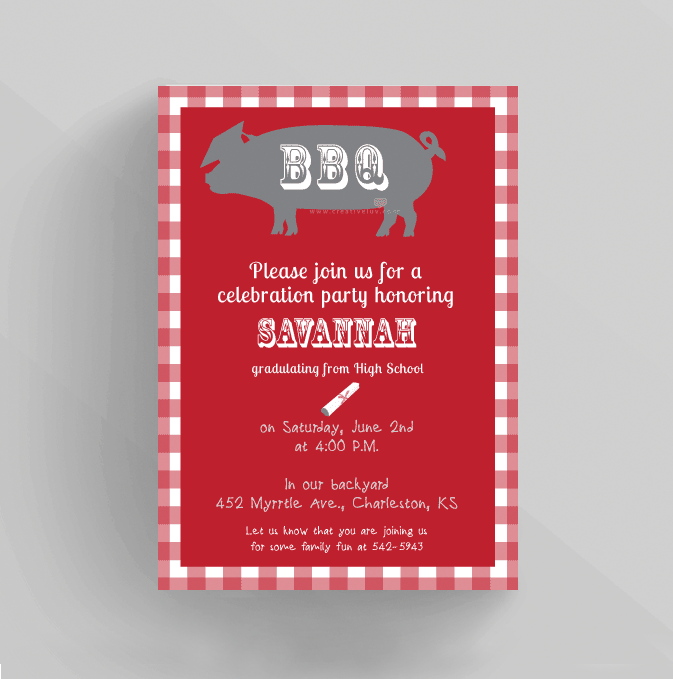 BBQ
www.creativeluv.com
Please join us for a
celebration party honoring
SAVANNAH
gradulating from High School
on Saturday, June 2nd
at 4:00 P.M.
In our backyard
452 Myrrtle Ave., Charleston, KS
Let us know that you are joining us
for some family fun at 542-5943